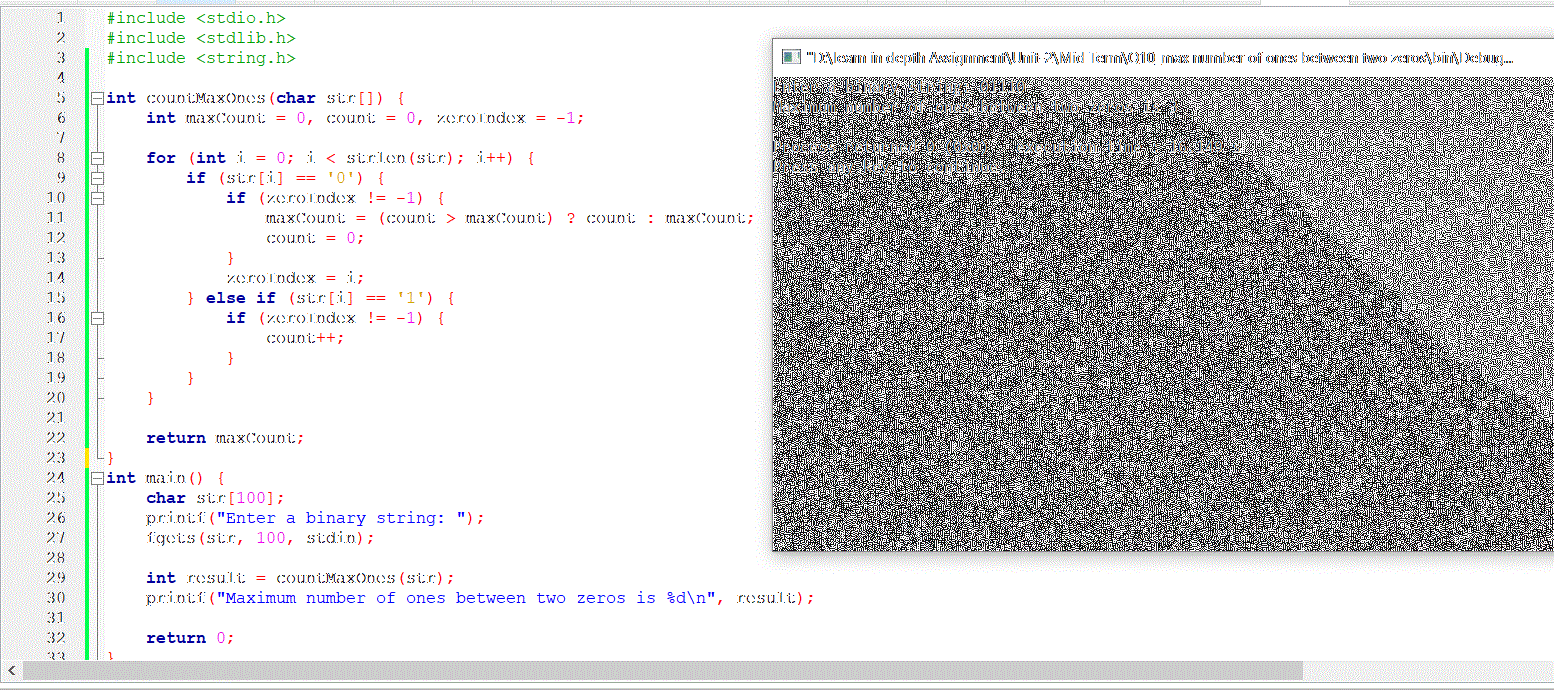 1 #include <stdio.h>
2 #include <stdlib.h>
3 #include <string.h>
4
5 int countMaxOnes(char str[]) {
6     int maxCount = 0, count = 0, zeroIndex = -1;
7
8     for (int i = 0; i < strlen(str); i++) {
9         if (str[i] == '0') {
10             if (zeroIndex != -1) {
11                 maxCount = (count > maxCount) ? count : maxCount;
12                 count = 0;
13             }
14             zeroIndex = i;
15         } else if (str[i] == '1') {
16             if (zeroIndex != -1) {
17                 count++;
18             }
19         }
20     }
21
22     return maxCount;
23 }
24 int main() {
25     char str[100];
26     printf("Enter a binary string: ");
27     fgets(str, 100, stdin);
28
29     int result = countMaxOnes(str);
30     printf("Maximum number of ones between two zeros is %d\n", result);
31
32     return 0;
33 }
"D:\learn in depth Assignment\Unit 2\Mid Term\Q10_max number of ones between two zeros\bin\Debug...